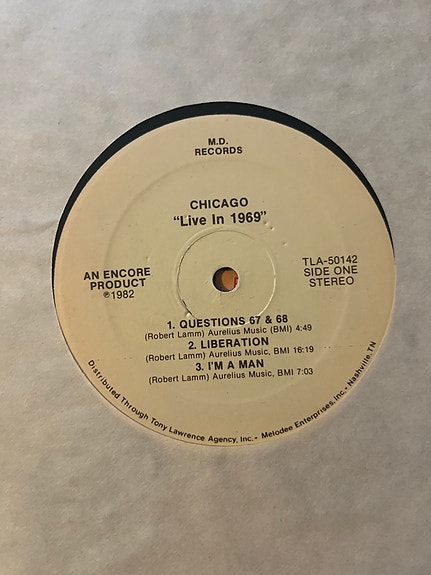 M.D.
RECORDS
CHICAGO
"Live In 1969"
AN ENCORE
PRODUCT
℗1982
TLA-50142
SIDE ONE
STEREO
1. QUESTIONS 67 & 68
(Robert Lamm) Aurelius Music (BMI) 4:49
2. LIBERATION
(Robert Lamm) Aurelius Music, BMI 16:19
3. I'M A MAN
(Robert Lamm) Aurelius Music, BMI 7:03
Distributed Through Tony Lawrence Agency, Inc. • Melodee Enterprises, Inc. • Nashville, TN